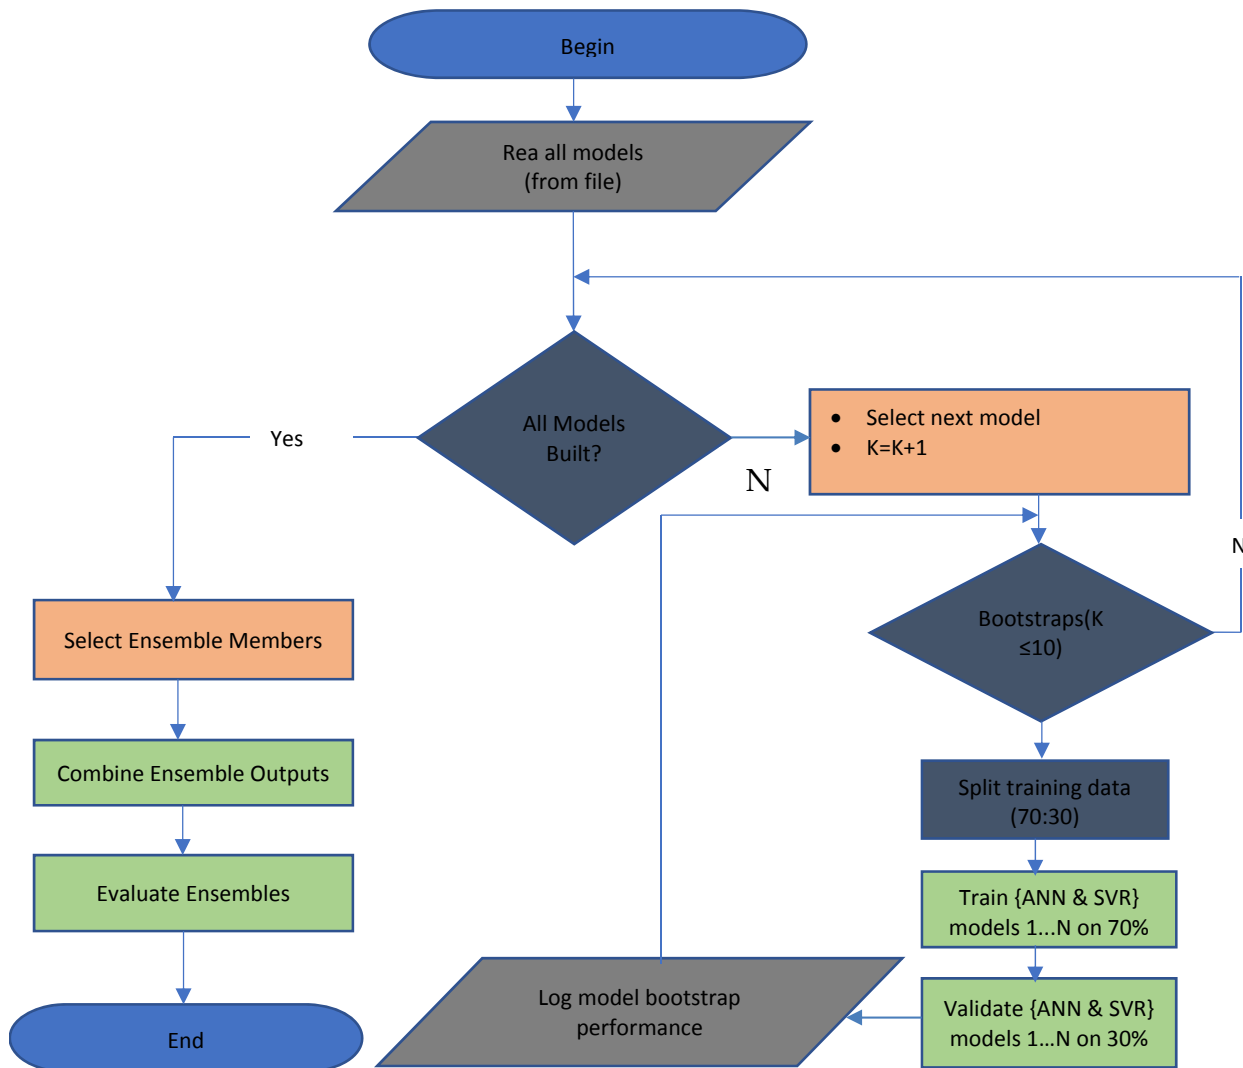 Begin
Rea all models
(from file)
All Models
Built?
Yes
N
• Select next model
• K=K+1
N
Bootstraps(K
≤10)
Select Ensemble Members
Combine Ensemble Outputs
Evaluate Ensembles
End
Split training data
(70:30)
Train {ANN & SVR}
models 1...N on 70%
Validate {ANN & SVR}
models 1...N on 30%
Log model bootstrap
performance